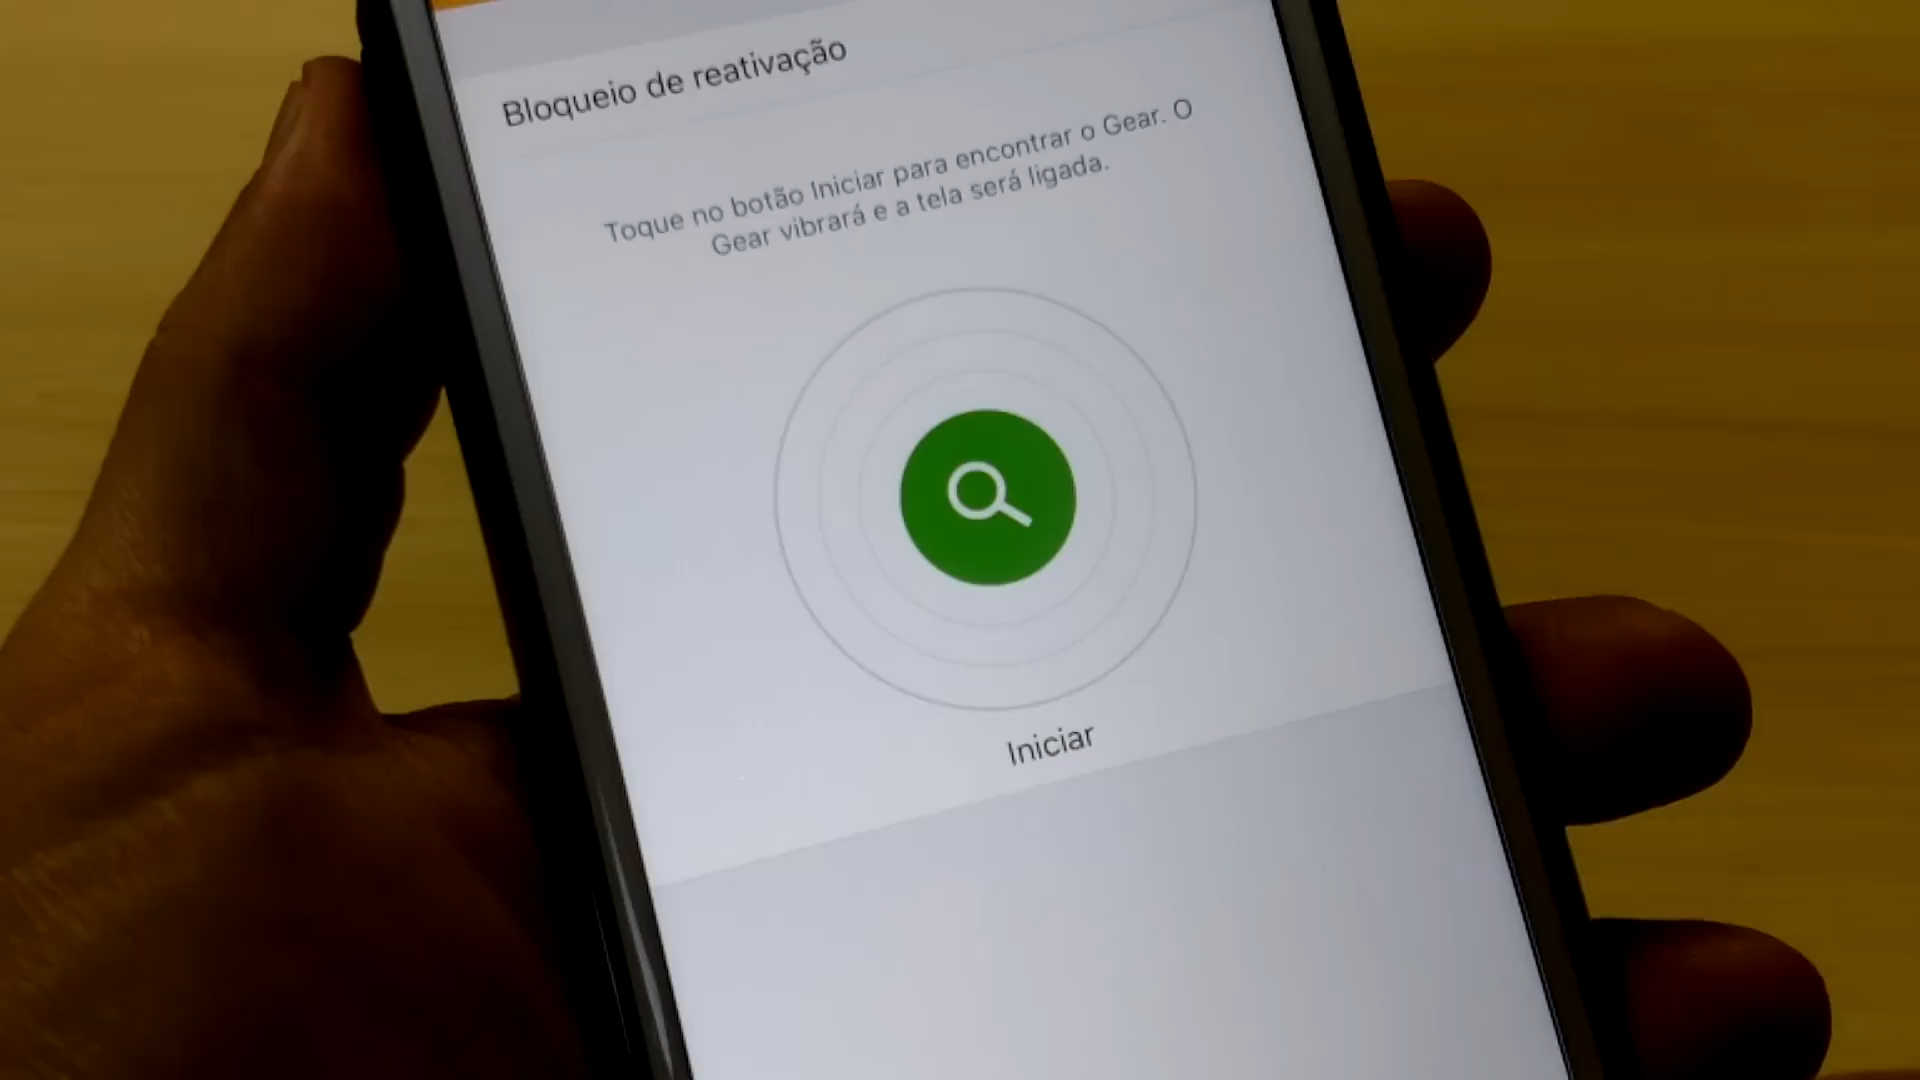 Bloqueio de reativação
Toque no botão Iniciar para encontrar o Gear. O
Gear vibrará e a tela será ligada.
Iniciar